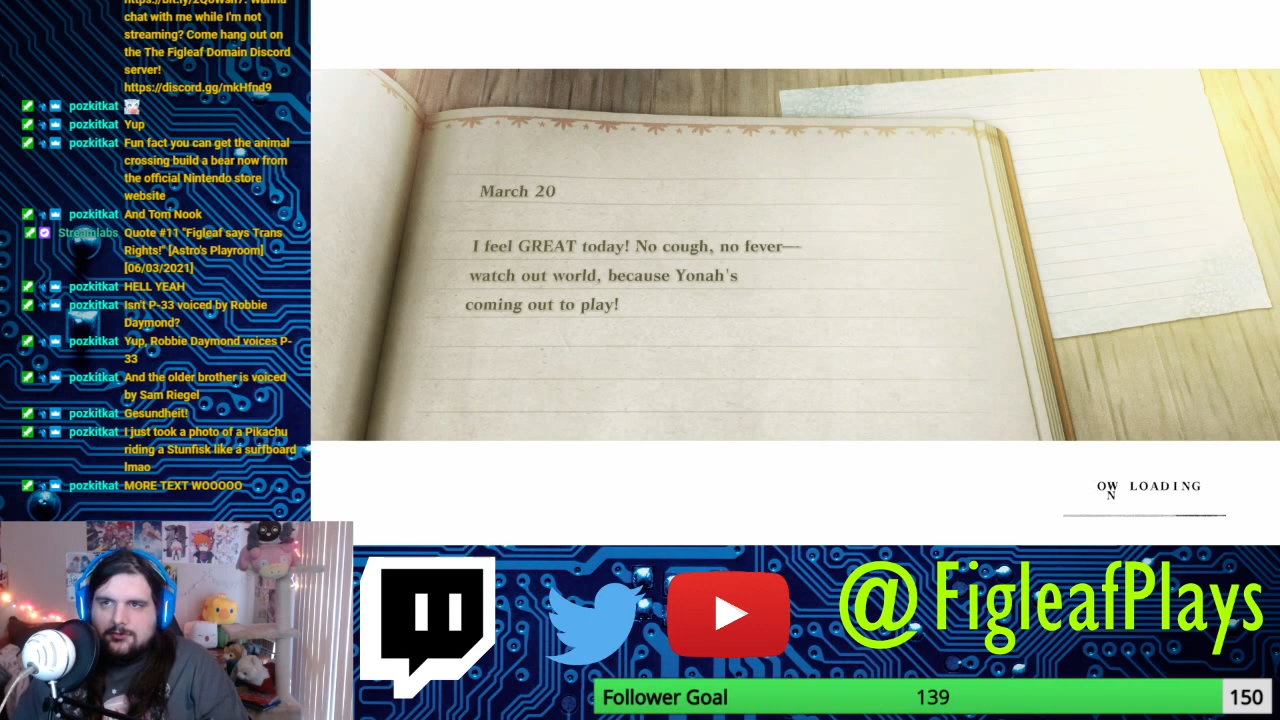 https://bit.ly/2Q0Wsh7. Wanna
chat with me while I'm not
streaming? Come hang out on
the The Figleaf Domain Discord
server!
https://discord.gg/mkHfnd9
pozkitkat
pozkitkat Yup
pozkitkat Fun fact you can get the animal
crossing build a bear now from
the official Nintendo store
website
pozkitkat And Tom Nook
Streamlabs Quote #11 "Figleaf says Trans
Rights!" [Astro's Playroom]
[06/03/2021]
pozkitkat HELL YEAH
pozkitkat Isn't P-33 voiced by Robbie
Daymond?
pozkitkat Yup, Robbie Daymond voices P-
33
pozkitkat And the older brother is voiced
by Sam Riegel
pozkitkat Gesundheit!
pozkitkat I just took a photo of a Pikachu
riding a Stunfisk like a surfboard
lmao
pozkitkat MORE TEXT WOOOOO
March 20
I feel GREAT today! No cough, no fever—
watch out world, because Yonah's
coming out to play!
LOADING
@FigleafPlays
Follower Goal 139 150